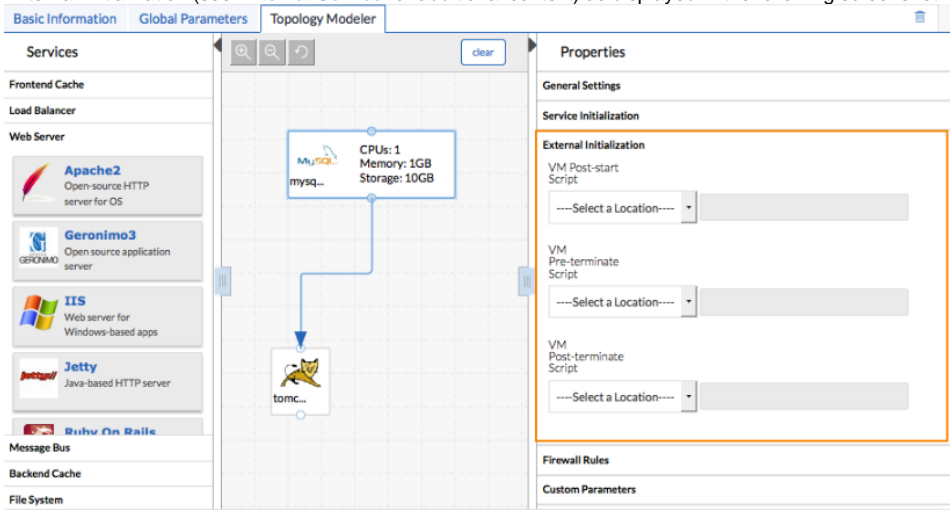 Basic Information Global Parameters Topology Modeler
Services
Frontend Cache
Load Balancer
Web Server
Apache2
Open-source HTTP
server for OS
GERONIMO
Geronimo3
Open source application
server
IIS
Web server for
Windows-based apps
Jetty
Java-based HTTP server
Ruby On Rails
Message Bus
Backend Cache
File System
clear
MySQL
mysq...
CPUs: 1
Memory: 1GB
Storage: 10GB
tomc...
Properties
General Settings
Service Initialization
External Initialization
VM Post-start
Script
----Select a Location----
VM
Pre-terminate
Script
----Select a Location----
VM
Post-terminate
Script
----Select a Location----
Firewall Rules
Custom Parameters